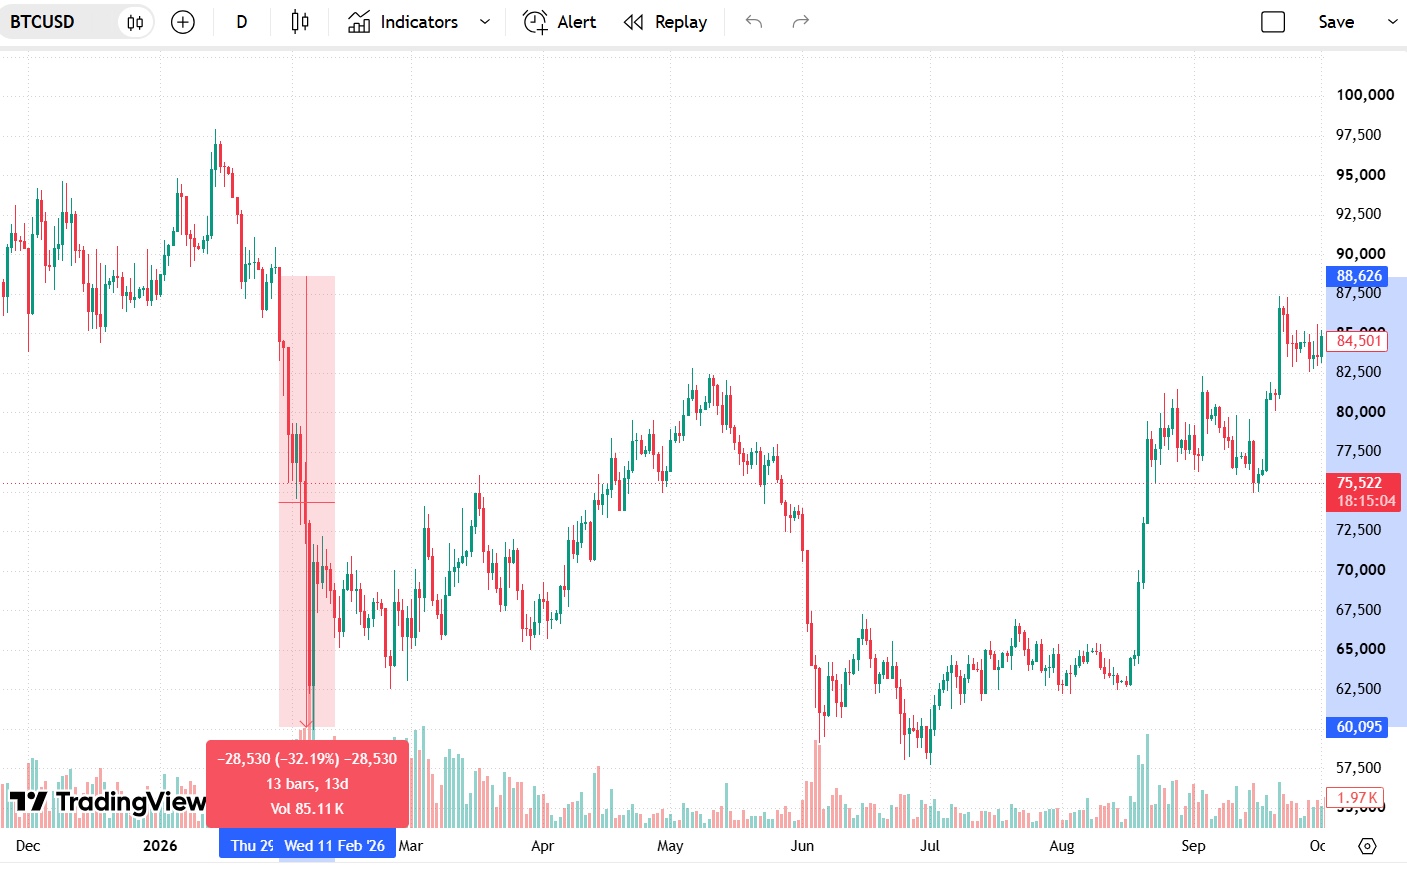 BTCUSD D Indicators Alert Replay Save
100,000
97,500
95,000
92,500
90,000
88,626
87,500
84,501
82,500
80,000
77,500
75,522
18:15:04
72,500
70,000
67,500
65,000
62,500
60,095
57,500
1.97 K
−28,530 (−32.19%) −28,530
13 bars, 13d
Vol 85.11 K
TradingView
Dec 2026 Thu 29 Wed 11 Feb '26 Mar Apr May Jun Jul Aug Sep